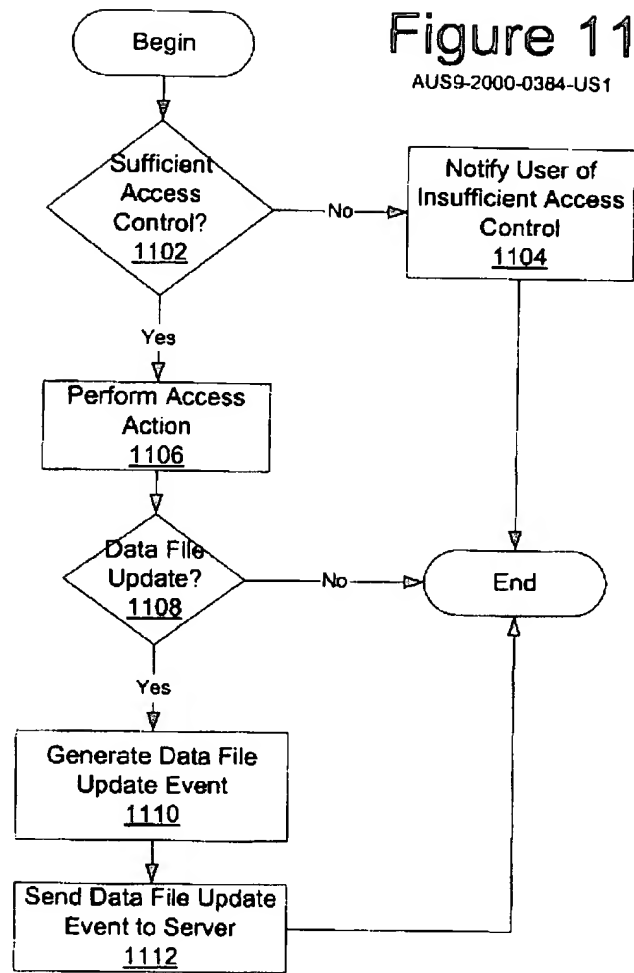 Figure 11
AUS9-2000-0384-US1
Begin
Sufficient
Access
Control?
1102
No
Notify User of
Insufficient Access
Control
1104
Yes
Perform Access
Action
1106
Data File
Update?
1108
No
End
Yes
Generate Data File
Update Event
1110
Send Data File Update
Event to Server
1112